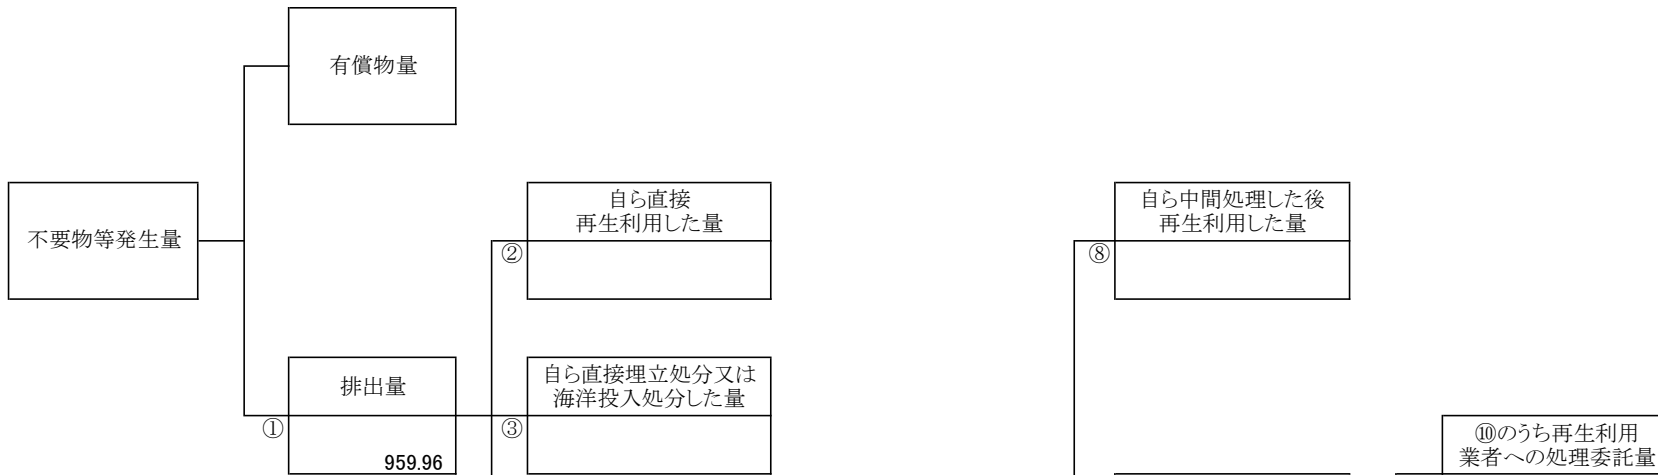 有償物量
不要物等発生量
自ら直接
再生利用した量
②
自ら中間処理した後
再生利用した量
⑧
排出量
①
959.96
自ら直接埋立処分又は
海洋投入処分した量
③
⑩のうち再生利用
業者への処理委託量